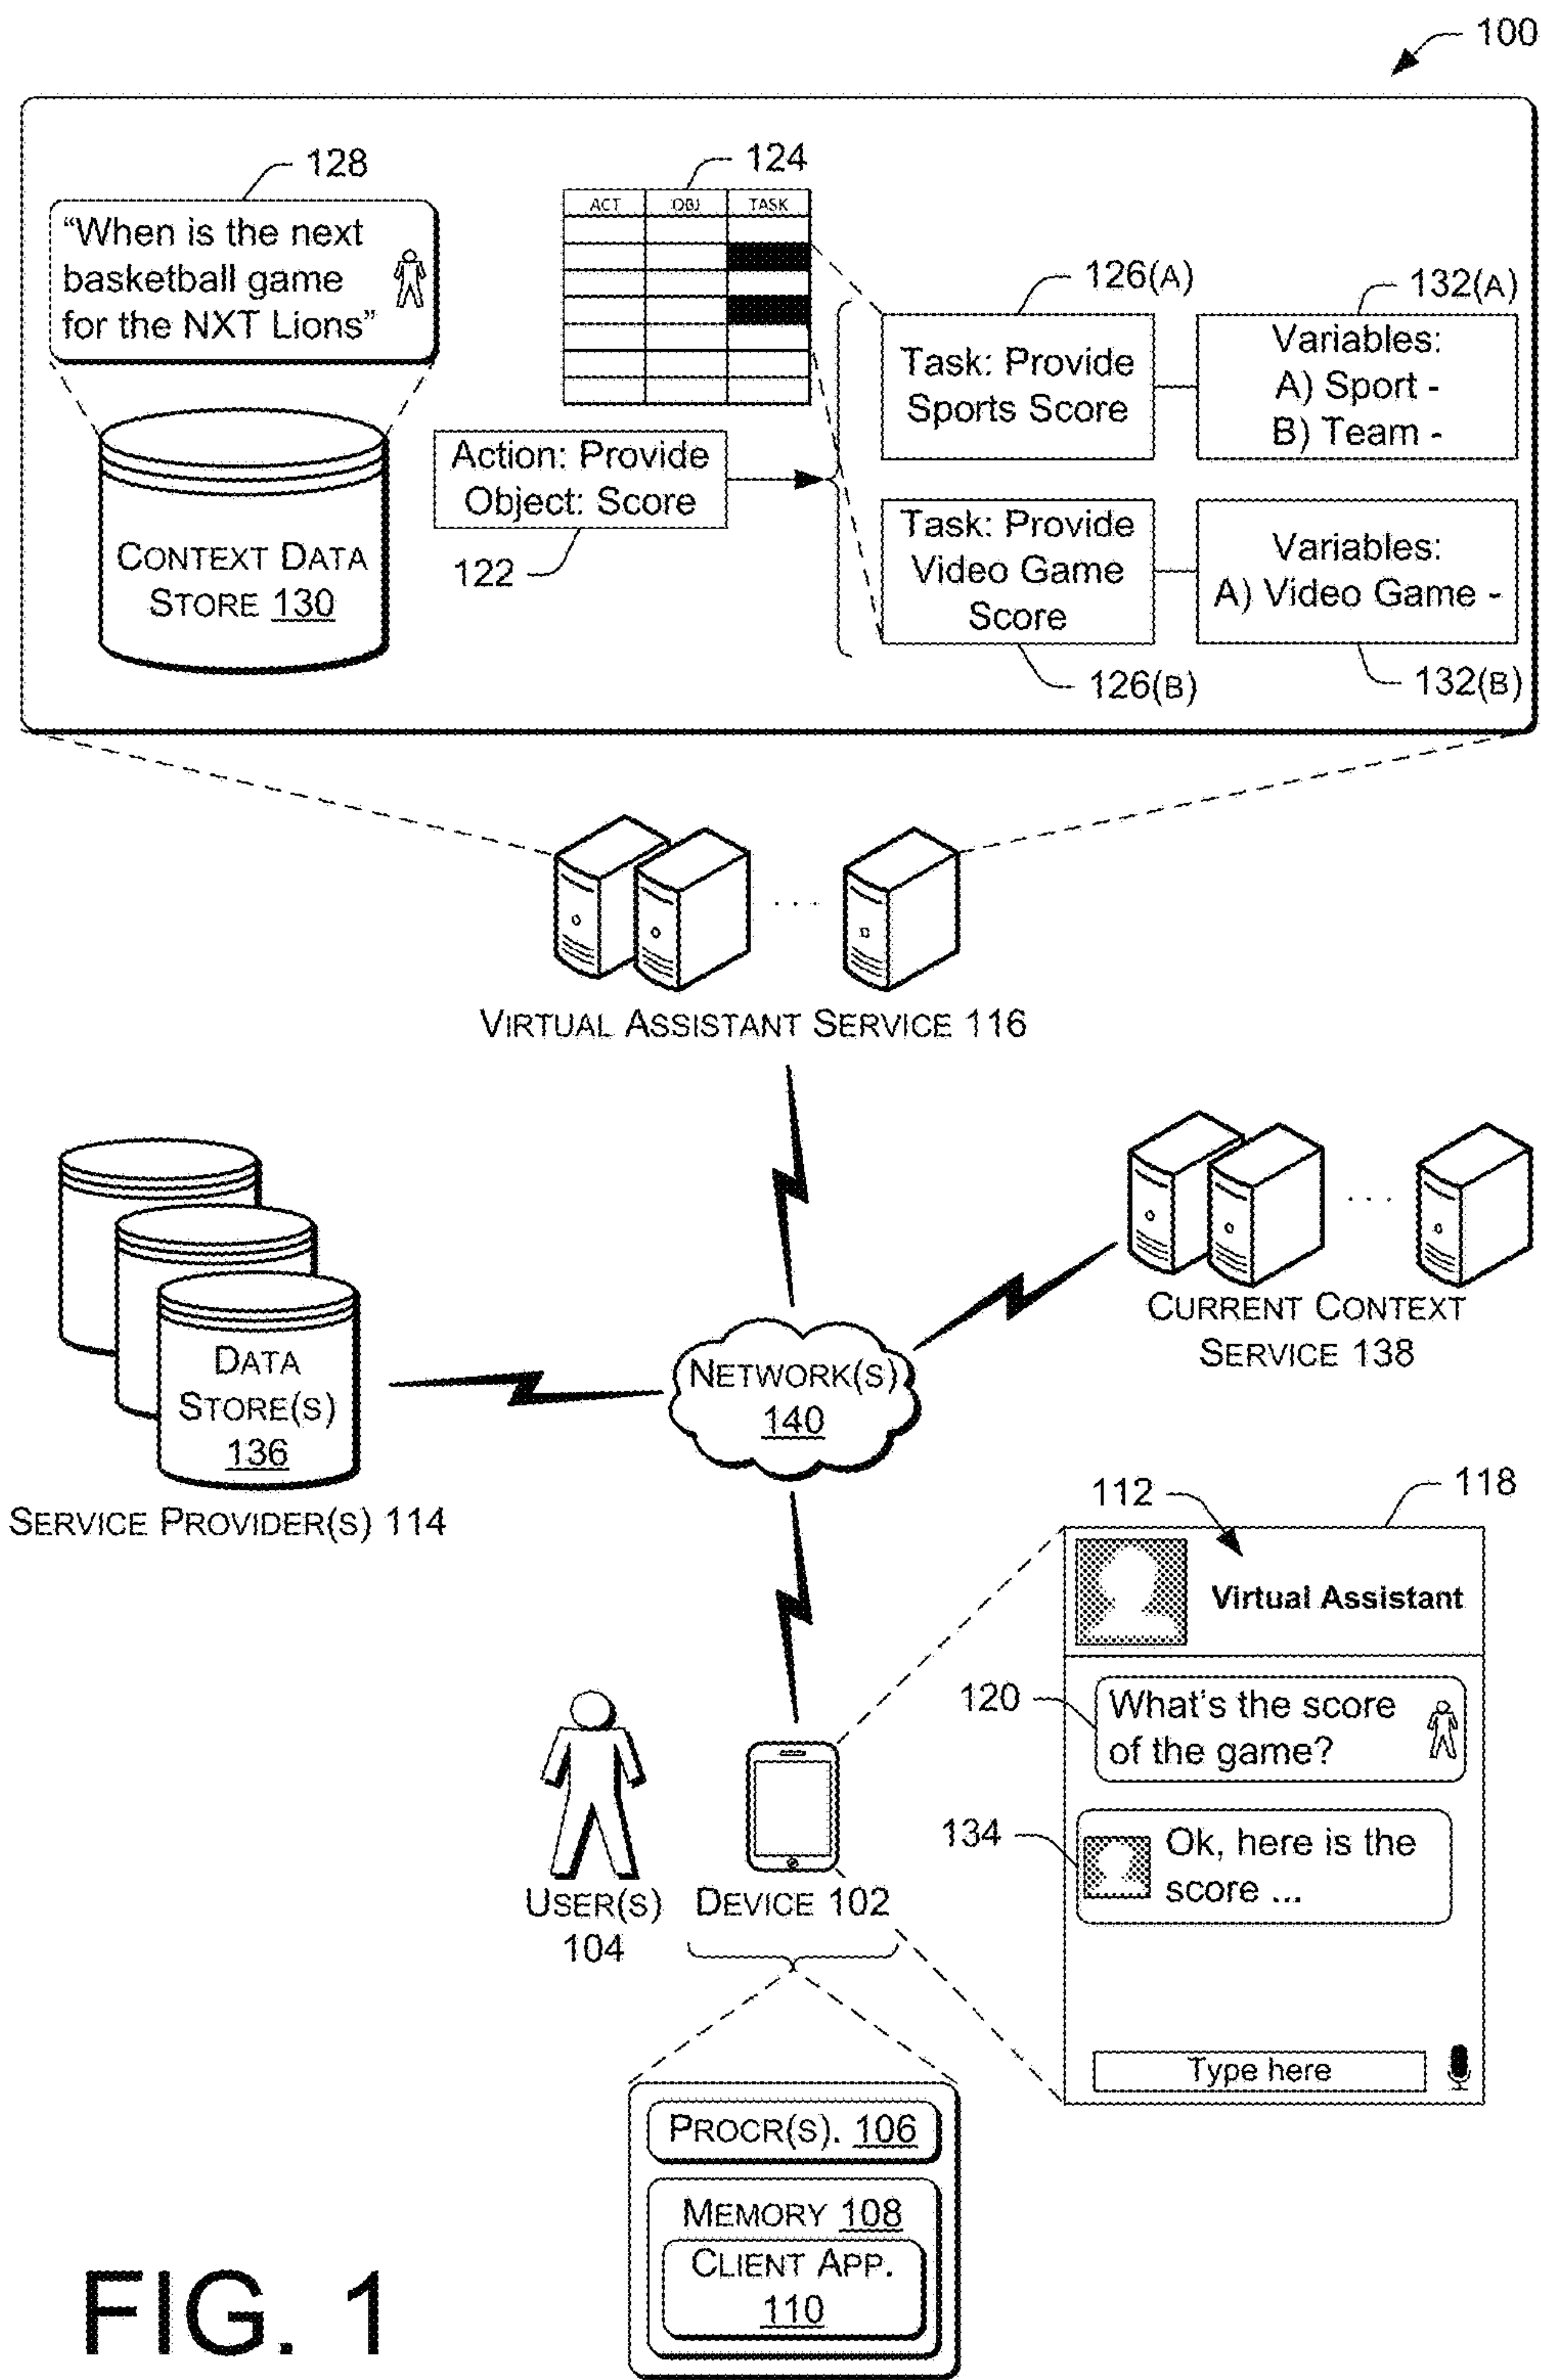 100
128
124
"When is the next
basketball game
for the NXT Lions"
ACT OBJ TASK
126(A)
132(A)
Task: Provide
Sports Score
Variables:
A) Sport -
B) Team -
Action: Provide
Object: Score
122
CONTEXT DATA
STORE 130
Task: Provide
Video Game
Score
Variables:
A) Video Game -
126(B)
132(B)
VIRTUAL ASSISTANT SERVICE 116
CURRENT CONTEXT
SERVICE 138
DATA
STORE(S)
136
SERVICE PROVIDER(S) 114
NETWORK(S)
140
112
118
Virtual Assistant
120
What's the score
of the game?
134
Ok, here is the
score ...
Type here
USER(S)
104
DEVICE 102
PROCR(S). 106
MEMORY 108
CLIENT APP.
110
FIG. 1